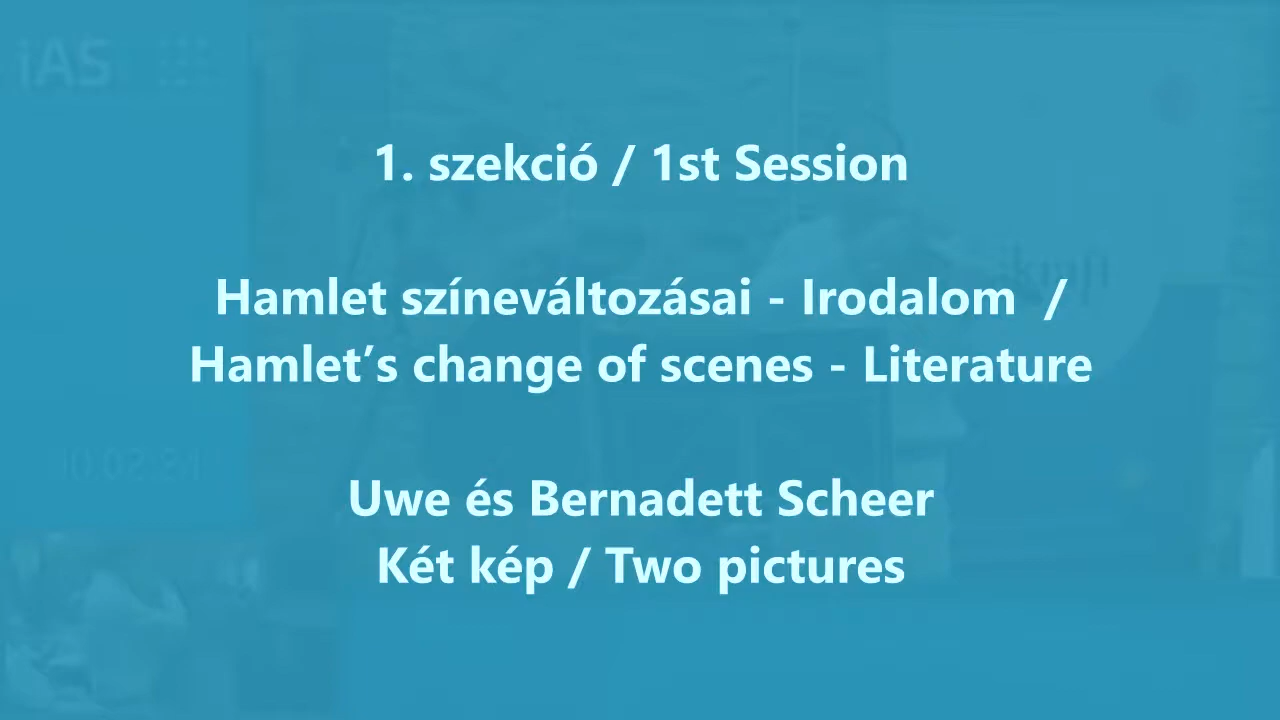 iAS
1. szekció / 1st Session
Hamlet színeváltozásai - Irodalom /
Hamlet’s change of scenes - Literature
Uwe és Bernadett Scheer
Két kép / Two pictures